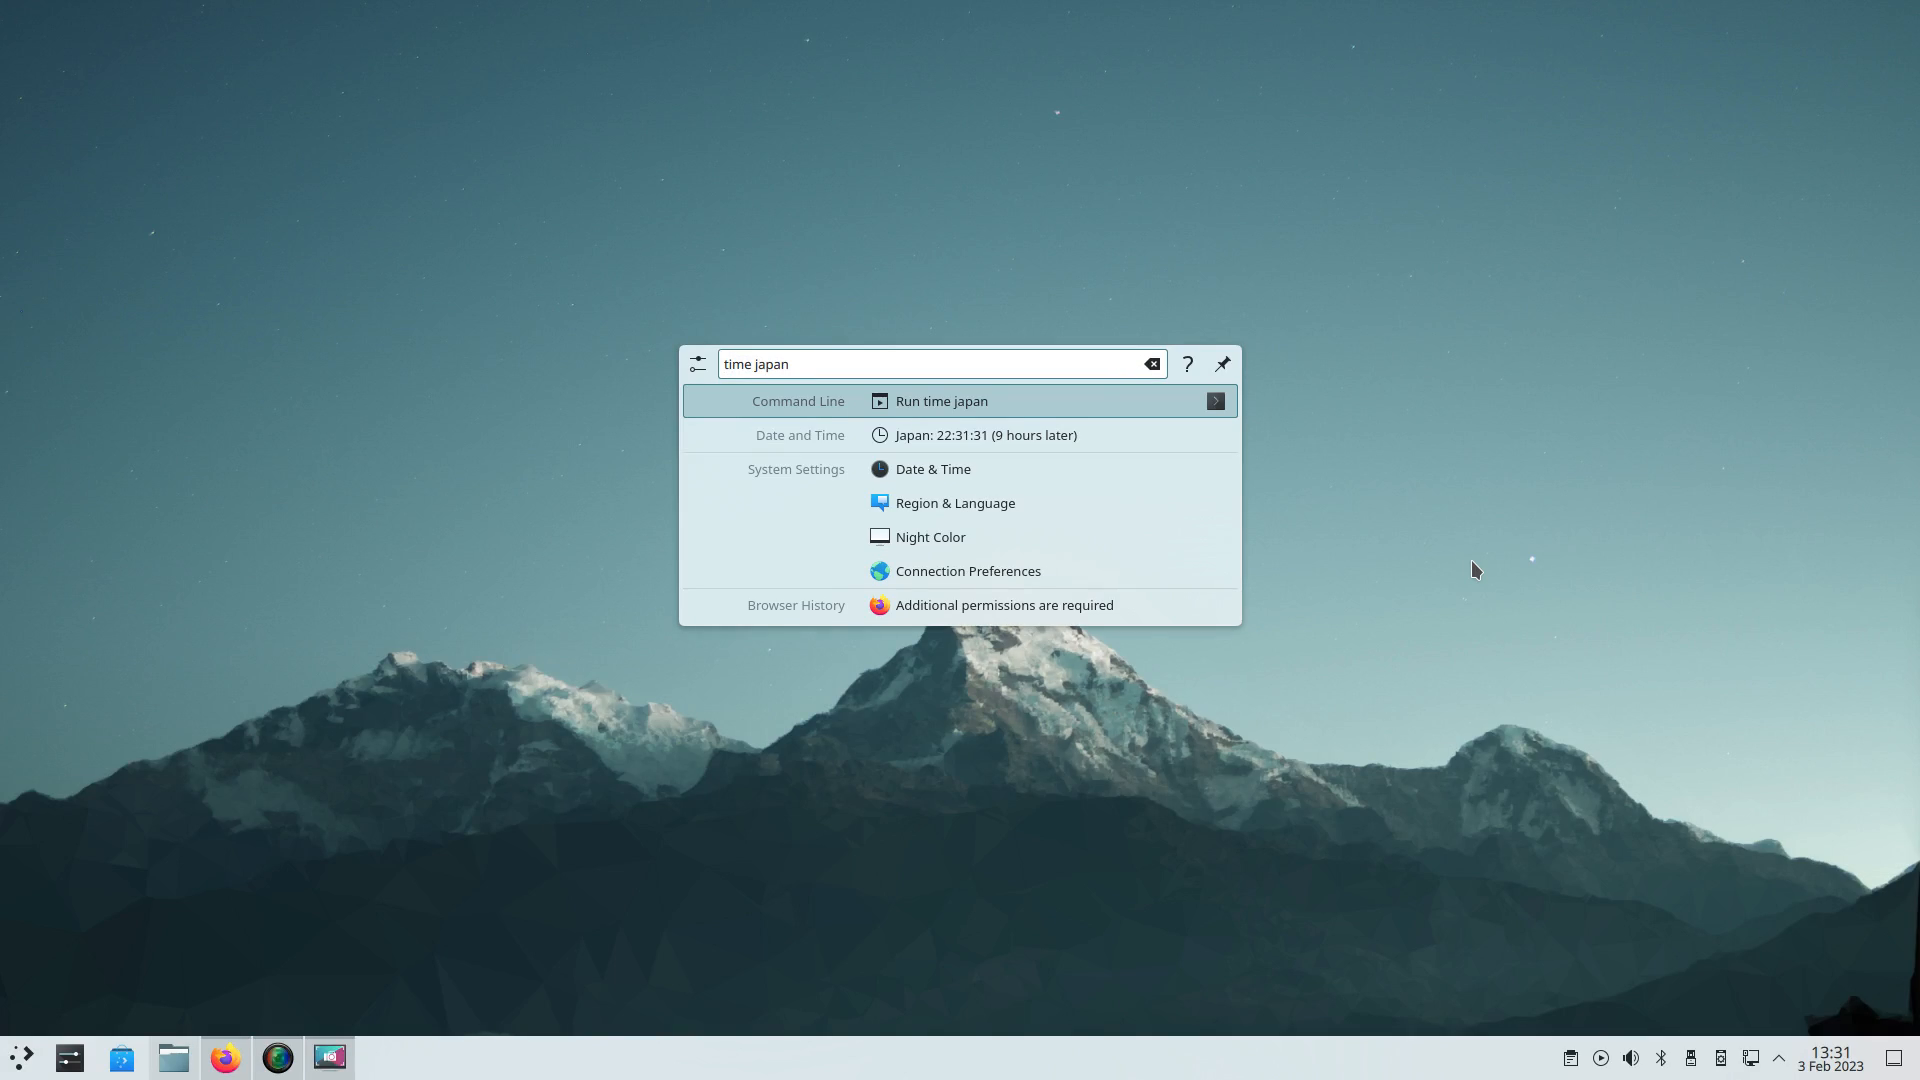 time japan
?
Command Line Run time japan
Date and Time Japan: 22:31:31 (9 hours later)
System Settings Date & Time
Region & Language
Night Color
Connection Preferences
Browser History Additional permissions are required
13:31
3 Feb 2023